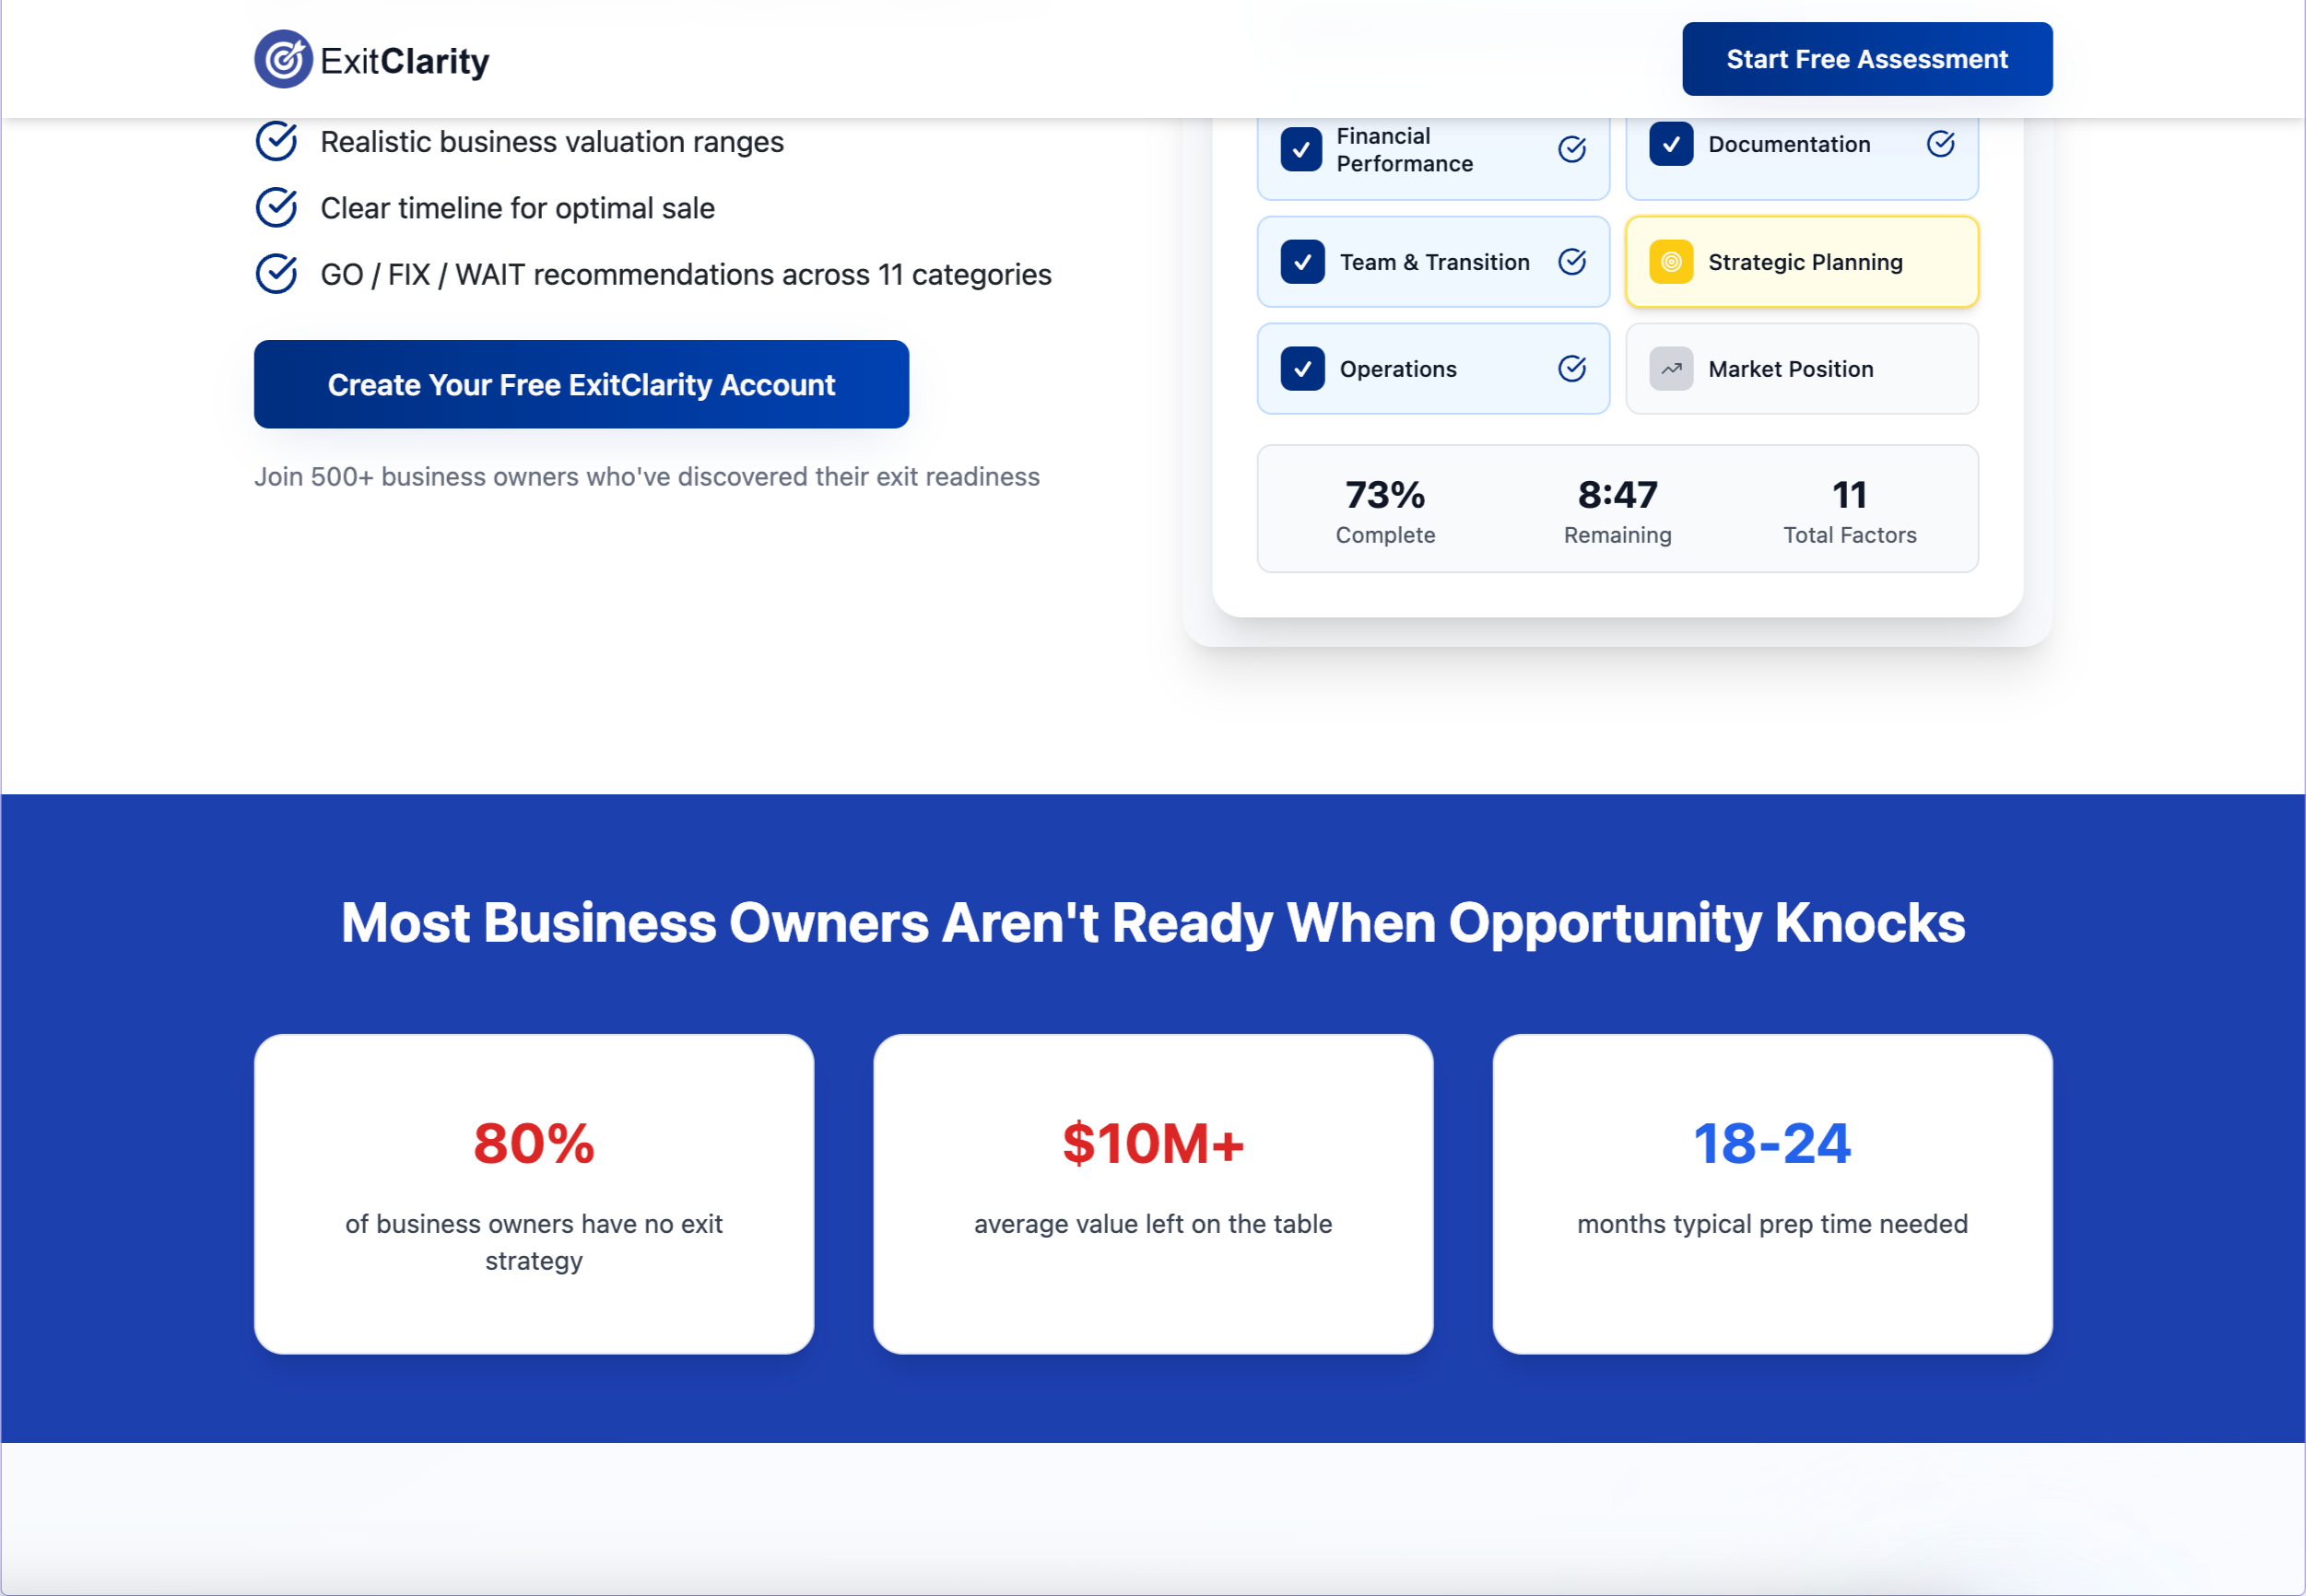 ExitClarity
Start Free Assessment
Realistic business valuation ranges
Clear timeline for optimal sale
GO / FIX / WAIT recommendations across 11 categories
Create Your Free ExitClarity Account
Join 500+ business owners who've discovered their exit readiness
Financial
Performance
Documentation
Team & Transition
Strategic Planning
Operations
Market Position
73%
Complete
8:47
Remaining
11
Total Factors
Most Business Owners Aren't Ready When Opportunity Knocks
80%
of business owners have no exit
strategy
$10M+
average value left on the table
18-24
months typical prep time needed